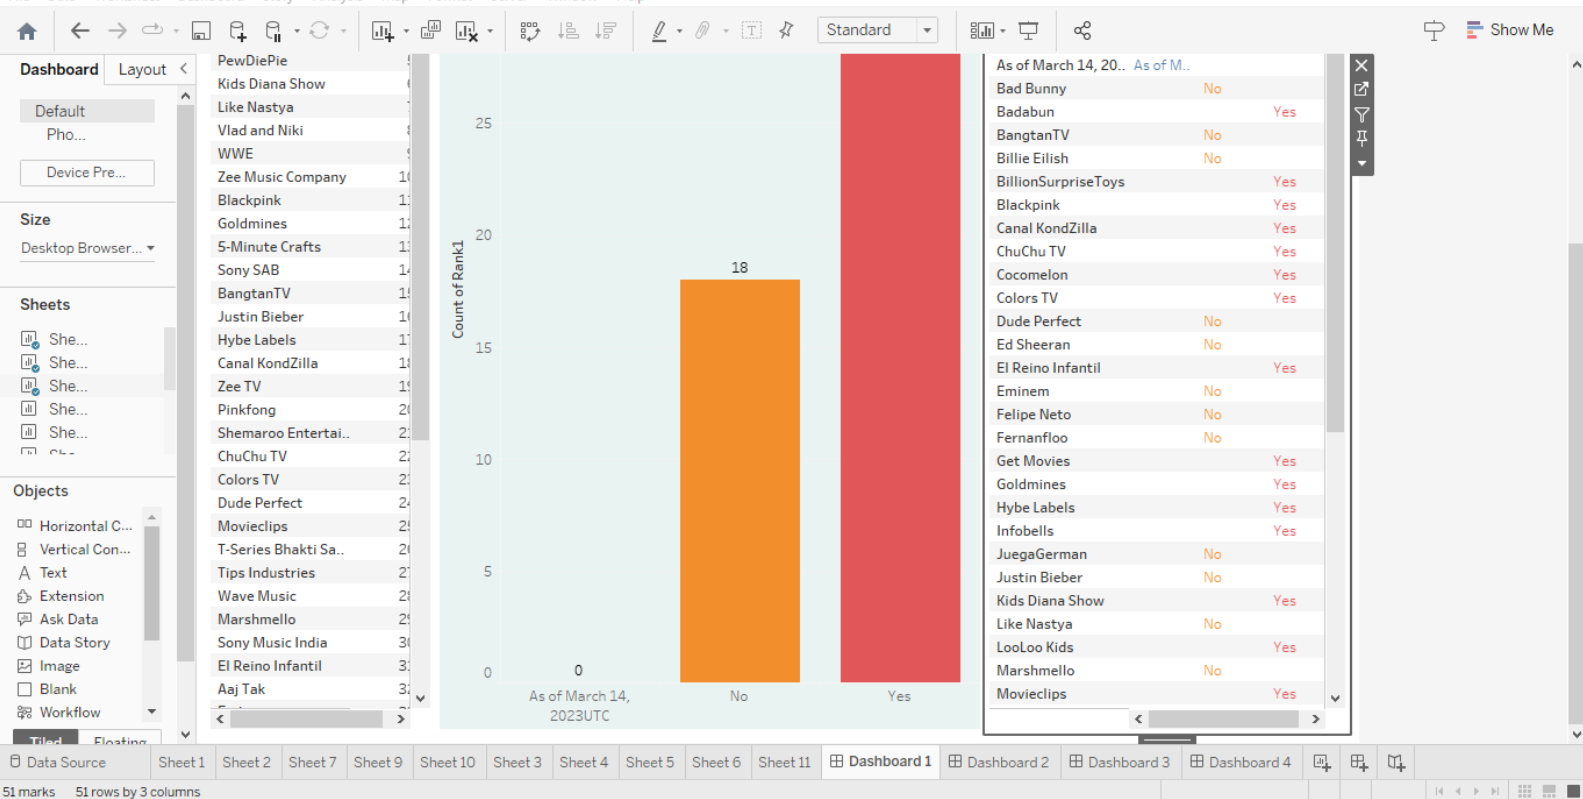 Standard
Show Me
Dashboard Layout
Default
Pho...
Device Pre...
Size
Desktop Browser...
Sheets
She...
She...
She...
She...
She...
Objects
Horizontal C...
Vertical Con...
Text
Extension
Ask Data
Data Story
Image
Blank
Workflow
Tiled Floating
PewDiePie
Kids Diana Show
Like Nastya
Vlad and Niki
WWE
Zee Music Company
Blackpink
Goldmines
5-Minute Crafts
Sony SAB
BangtanTV
Justin Bieber
Hybe Labels
Canal KondZilla
Zee TV
Pinkfong
Shemaroo Entertai..
ChuChu TV
Colors TV
Dude Perfect
Movieclips
T-Series Bhakti Sa..
Tips Industries
Wave Music
Marshmello
Sony Music India
El Reino Infantil
Aaj Tak
Count of Rank1
25
20
15
10
5
0
0
18
As of March 14,
2023UTC
No
Yes
As of March 14, 20.. As of M..
Bad Bunny No
Badabun Yes
BangtanTV No
Billie Eilish No
BillionSurpriseToys Yes
Blackpink Yes
Canal KondZilla Yes
ChuChu TV Yes
Cocomelon Yes
Colors TV Yes
Dude Perfect No
Ed Sheeran No
El Reino Infantil Yes
Eminem No
Felipe Neto No
Fernanfloo No
Get Movies Yes
Goldmines Yes
Hybe Labels Yes
Infobells Yes
JuegaGerman No
Justin Bieber No
Kids Diana Show Yes
Like Nastya No
LooLoo Kids Yes
Marshmello No
Movieclips Yes
Data Source Sheet 1 Sheet 2 Sheet 7 Sheet 9 Sheet 10 Sheet 3 Sheet 4 Sheet 5 Sheet 6 Sheet 11 Dashboard 1 Dashboard 2 Dashboard 3 Dashboard 4
51 marks 51 rows by 3 columns